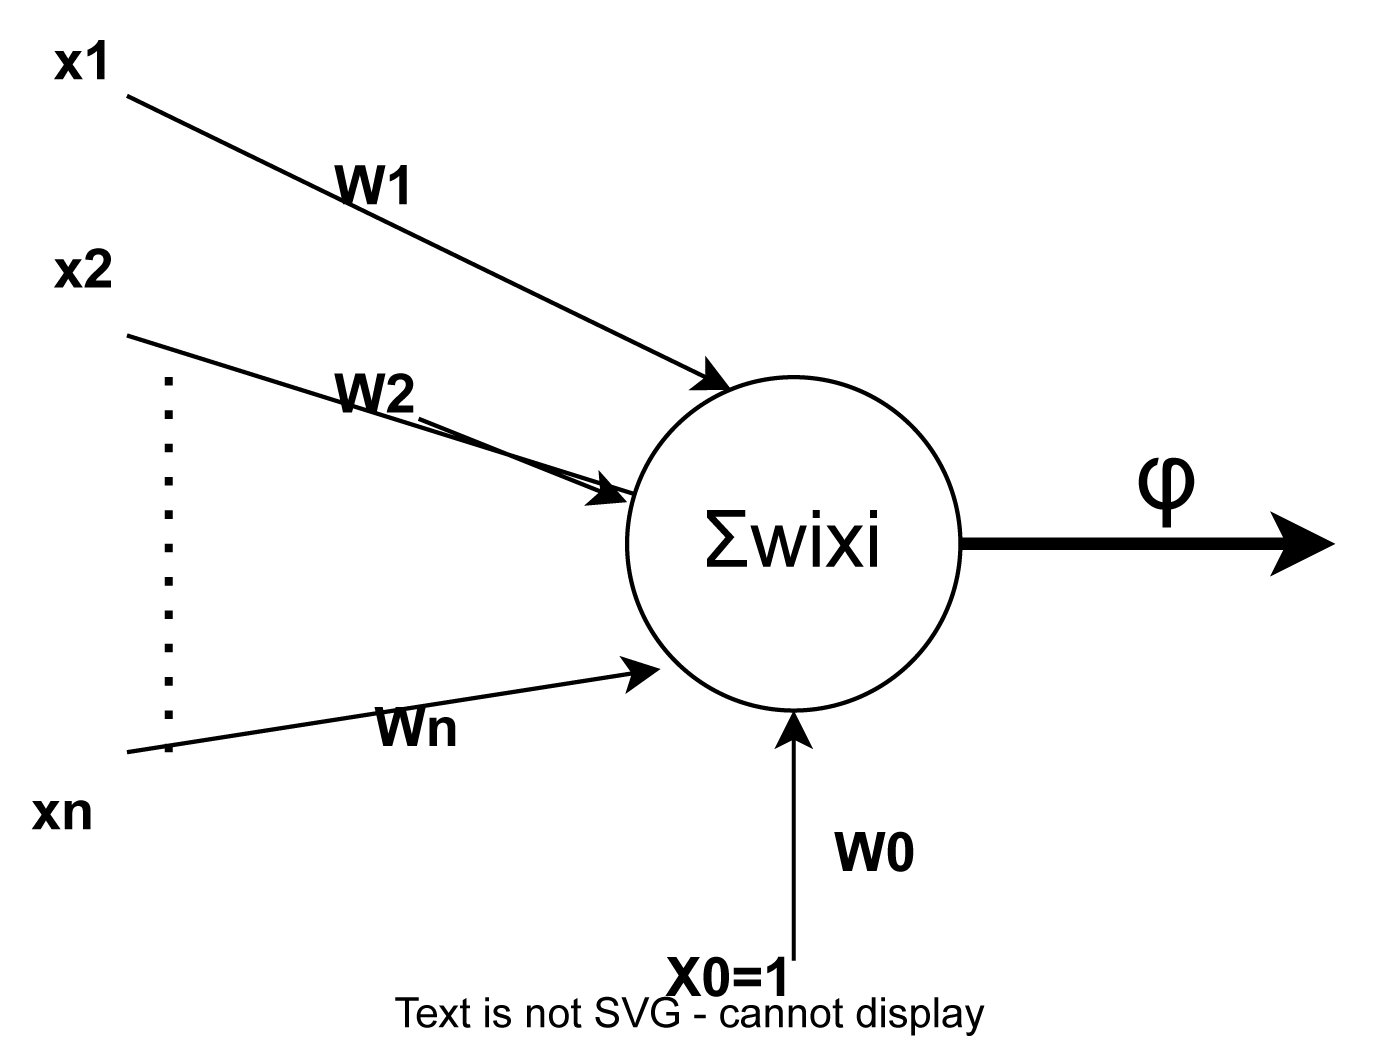 x1
W1
x2
W2
φ
Σwixi
Wn
xn
W0
X0=1
Text is not SVG - cannot display